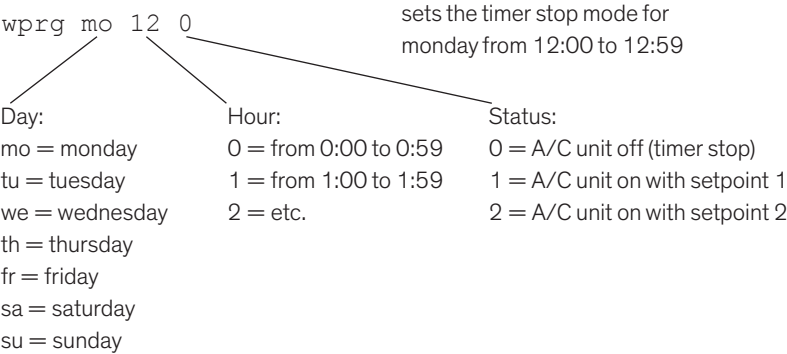 wprg mo 12 0
sets the timer stop mode for
monday from 12:00 to 12:59
Day:
mo = monday
tu = tuesday
we = wednesday
th = thursday
fr = friday
sa = saturday
su = sunday
Hour:
0 = from 0:00 to 0:59
1 = from 1:00 to 1:59
2 = etc.
Status:
0 = A/C unit off (timer stop)
1 = A/C unit on with setpoint 1
2 = A/C unit on with setpoint 2